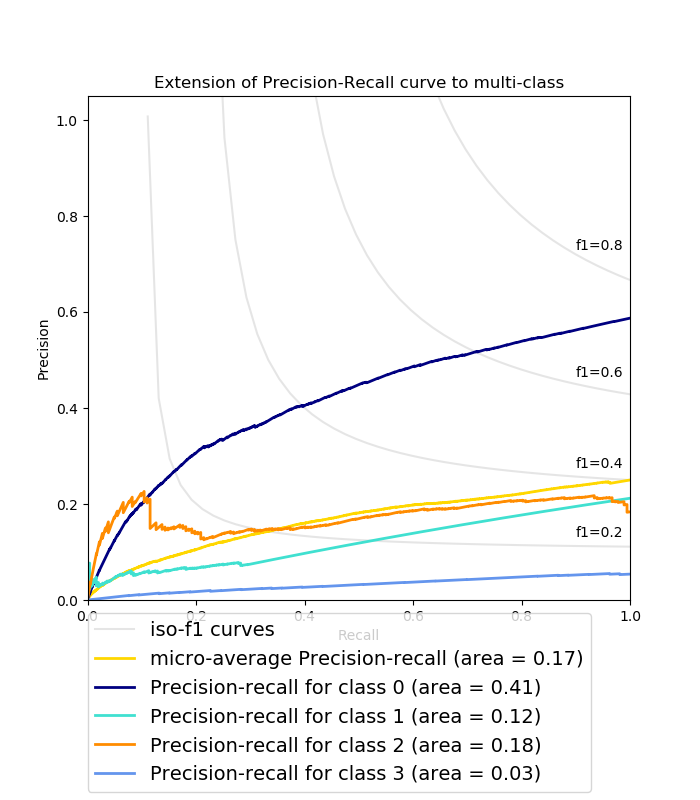 Extension of Precision-Recall curve to multi-class
1.0
0.8
0.6
0.4
0.2
0.0
Precision
f1=0.8
f1=0.6
f1=0.4
f1=0.2
0.0 0.2 0.4 0.6 0.8 1.0
Recall
iso-f1 curves
micro-average Precision-recall (area = 0.17)
Precision-recall for class 0 (area = 0.41)
Precision-recall for class 1 (area = 0.12)
Precision-recall for class 2 (area = 0.18)
Precision-recall for class 3 (area = 0.03)